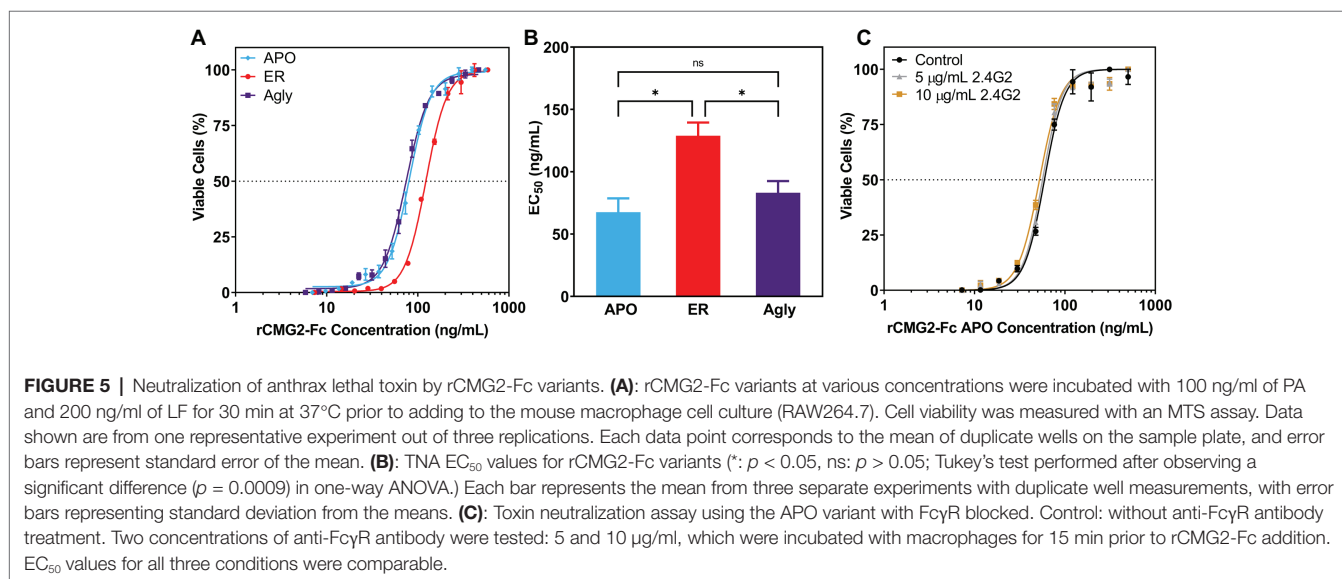 A
APO
ER
Agly
100
75
50
25
0
Viable Cells (%)
1
10
100
1000
rCMG2-Fc Concentration (ng/mL)
B
200
150
100
50
0
EC50 (ng/mL)
ns
*
*
APO
ER
Agly
C
Control
5 µg/mL 2.4G2
10 µg/mL 2.4G2
100
75
50
25
0
Viable Cells (%)
1
10
100
1000
rCMG2-Fc APO Concentration (ng/mL)
FIGURE 5 | Neutralization of anthrax lethal toxin by rCMG2-Fc variants. (A): rCMG2-Fc variants at various concentrations were incubated with 100 ng/ml of PA
and 200 ng/ml of LF for 30 min at 37°C prior to adding to the mouse macrophage cell culture (RAW264.7). Cell viability was measured with an MTS assay. Data
shown are from one representative experiment out of three replications. Each data point corresponds to the mean of duplicate wells on the sample plate, and error
bars represent standard error of the mean. (B): TNA EC50 values for rCMG2-Fc variants (*: p < 0.05, ns: p > 0.05; Tukey's test performed after observing a
significant difference (p = 0.0009) in one-way ANOVA.) Each bar represents the mean from three separate experiments with duplicate well measurements, with error
bars representing standard deviation from the means. (C): Toxin neutralization assay using the APO variant with FcγR blocked. Control: without anti-FcγR antibody
treatment. Two concentrations of anti-FcγR antibody were tested: 5 and 10 µg/ml, which were incubated with macrophages for 15 min prior to rCMG2-Fc addition.
EC50 values for all three conditions were comparable.